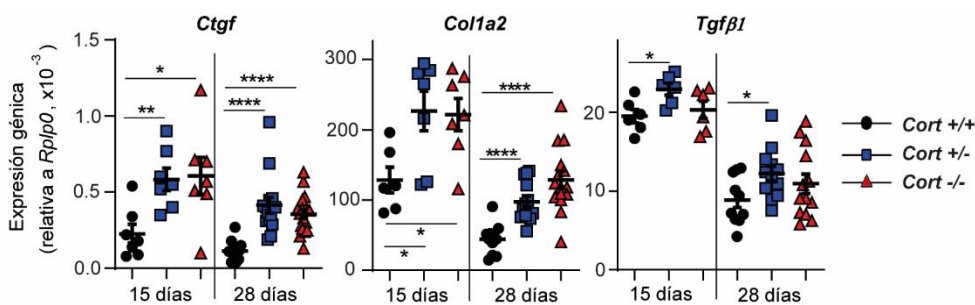 Ctgf
Col1a2
Tgfβ1
Expresión génica
(relativa a Rplp0, x10⁻³)
1.5
1.0
0.5
0.0
*
**
****
****
15 días
28 días
300
200
100
0
****
****
*
*
15 días
28 días
20
10
0
*
*
15 días
28 días
Cort +/+
Cort +/-
Cort -/-